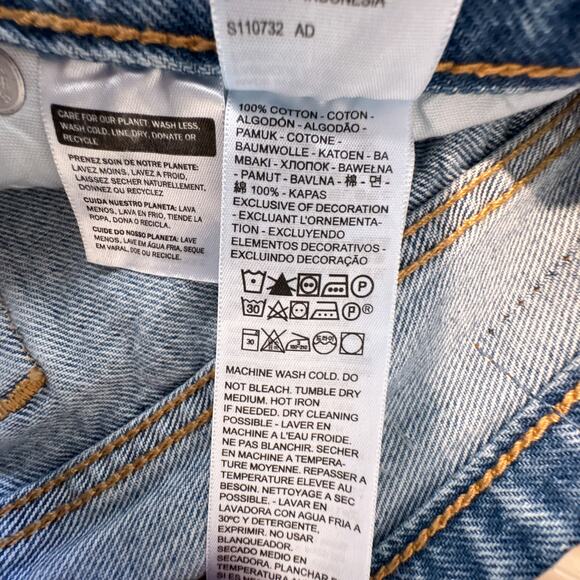 INDONESIA
S110732 AD
CARE FOR OUR PLANET: WASH LESS,
WASH COLD, LINE DRY, DONATE OR
RECYCLE
PRENEZ SOIN DE NOTRE PLANETE:
LAVEZ MOINS, LAVEZ A FROID,
LAISSEZ SECHER NATURELLEMENT,
DONNEZ OU RECYCLEZ
CUIDA NUESTRO PLANETA: LAVA
MENOS, LAVA EN FRIO, TIENDE LA
ROPA, DONA O RECICLA.
CUIDE DO NOSSO PLANETA: LAVE
MENOS, LAVE EM ÁGUA FRIA, SEQUE
EM VARAL, DOE OU RECICLE.
100% COTTON - COTON -
ALGODÓN - ALGODÃO -
PAMUK - COTONE -
BAUMWOLLE - KATOEN - BA
MBAKI - ХЛОПОК - BAWEŁNA
- PAMUT - BAVLNA - 棉 - 면 -
綿 100% - KAPAS
EXCLUSIVE OF DECORATION
- EXCLUANT L'ORNEMENTA-
TION - EXCLUYENDO
ELEMENTOS DECORATIVOS -
EXCLUINDO DECORAÇÃO
P
30 P ®
30
MACHINE WASH COLD. DO
NOT BLEACH. TUMBLE DRY
MEDIUM. HOT IRON
IF NEEDED. DRY CLEANING
POSSIBLE - LAVER EN
MACHINE A L'EAU FROIDE.
NE PAS BLANCHIR. SECHER
EN MACHINE A TEMPERA-
TURE MOYENNE. REPASSER A
TEMPERATURE ELEVEE AU
BESOIN. NETTOYAGE A SEC
POSSIBLE. - LAVAR EN
LAVADORA CON AGUA FRIA A
30ºC Y DETERGENTE,
EXPRIMIR. NO USAR
BLANQUEADOR.
SECADO MEDIO EN
SECADORA. PLANCHAR